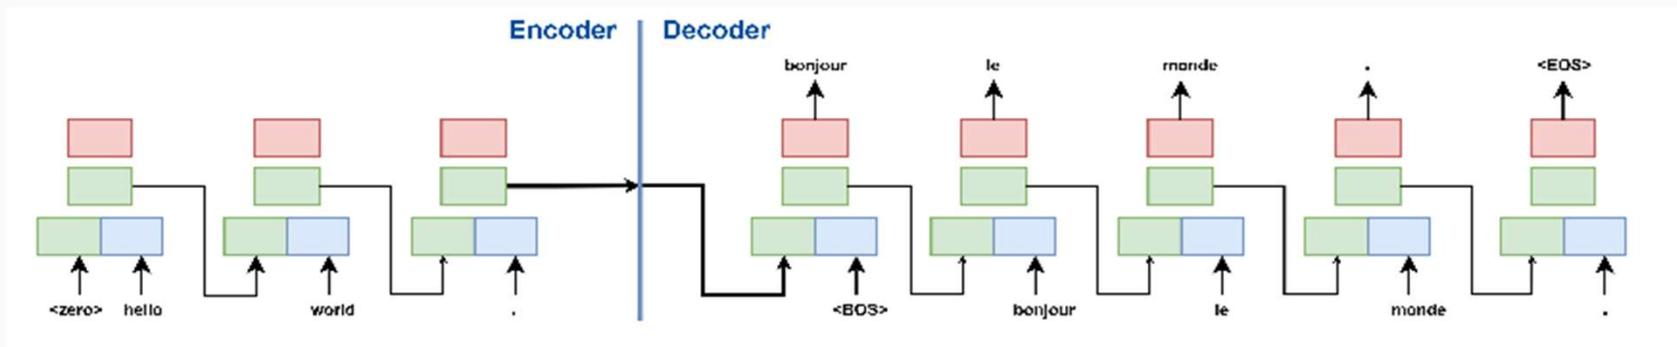 Encoder Decoder
bonjour le monde . <EOS>
<zero> hello world . <BOS> bonjour le monde .